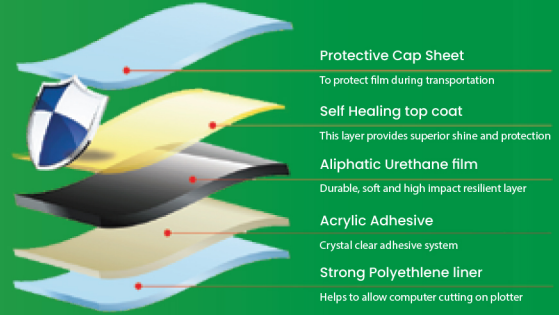 Protective Cap Sheet
To protect film during transportation
Self Healing top coat
This layer provides superior shine and protection
Aliphatic Urethane film
Durable, soft and high impact resilient layer
Acrylic Adhesive
Crystal clear adhesive system
Strong Polyethlene liner
Helps to allow computer cutting on plotter